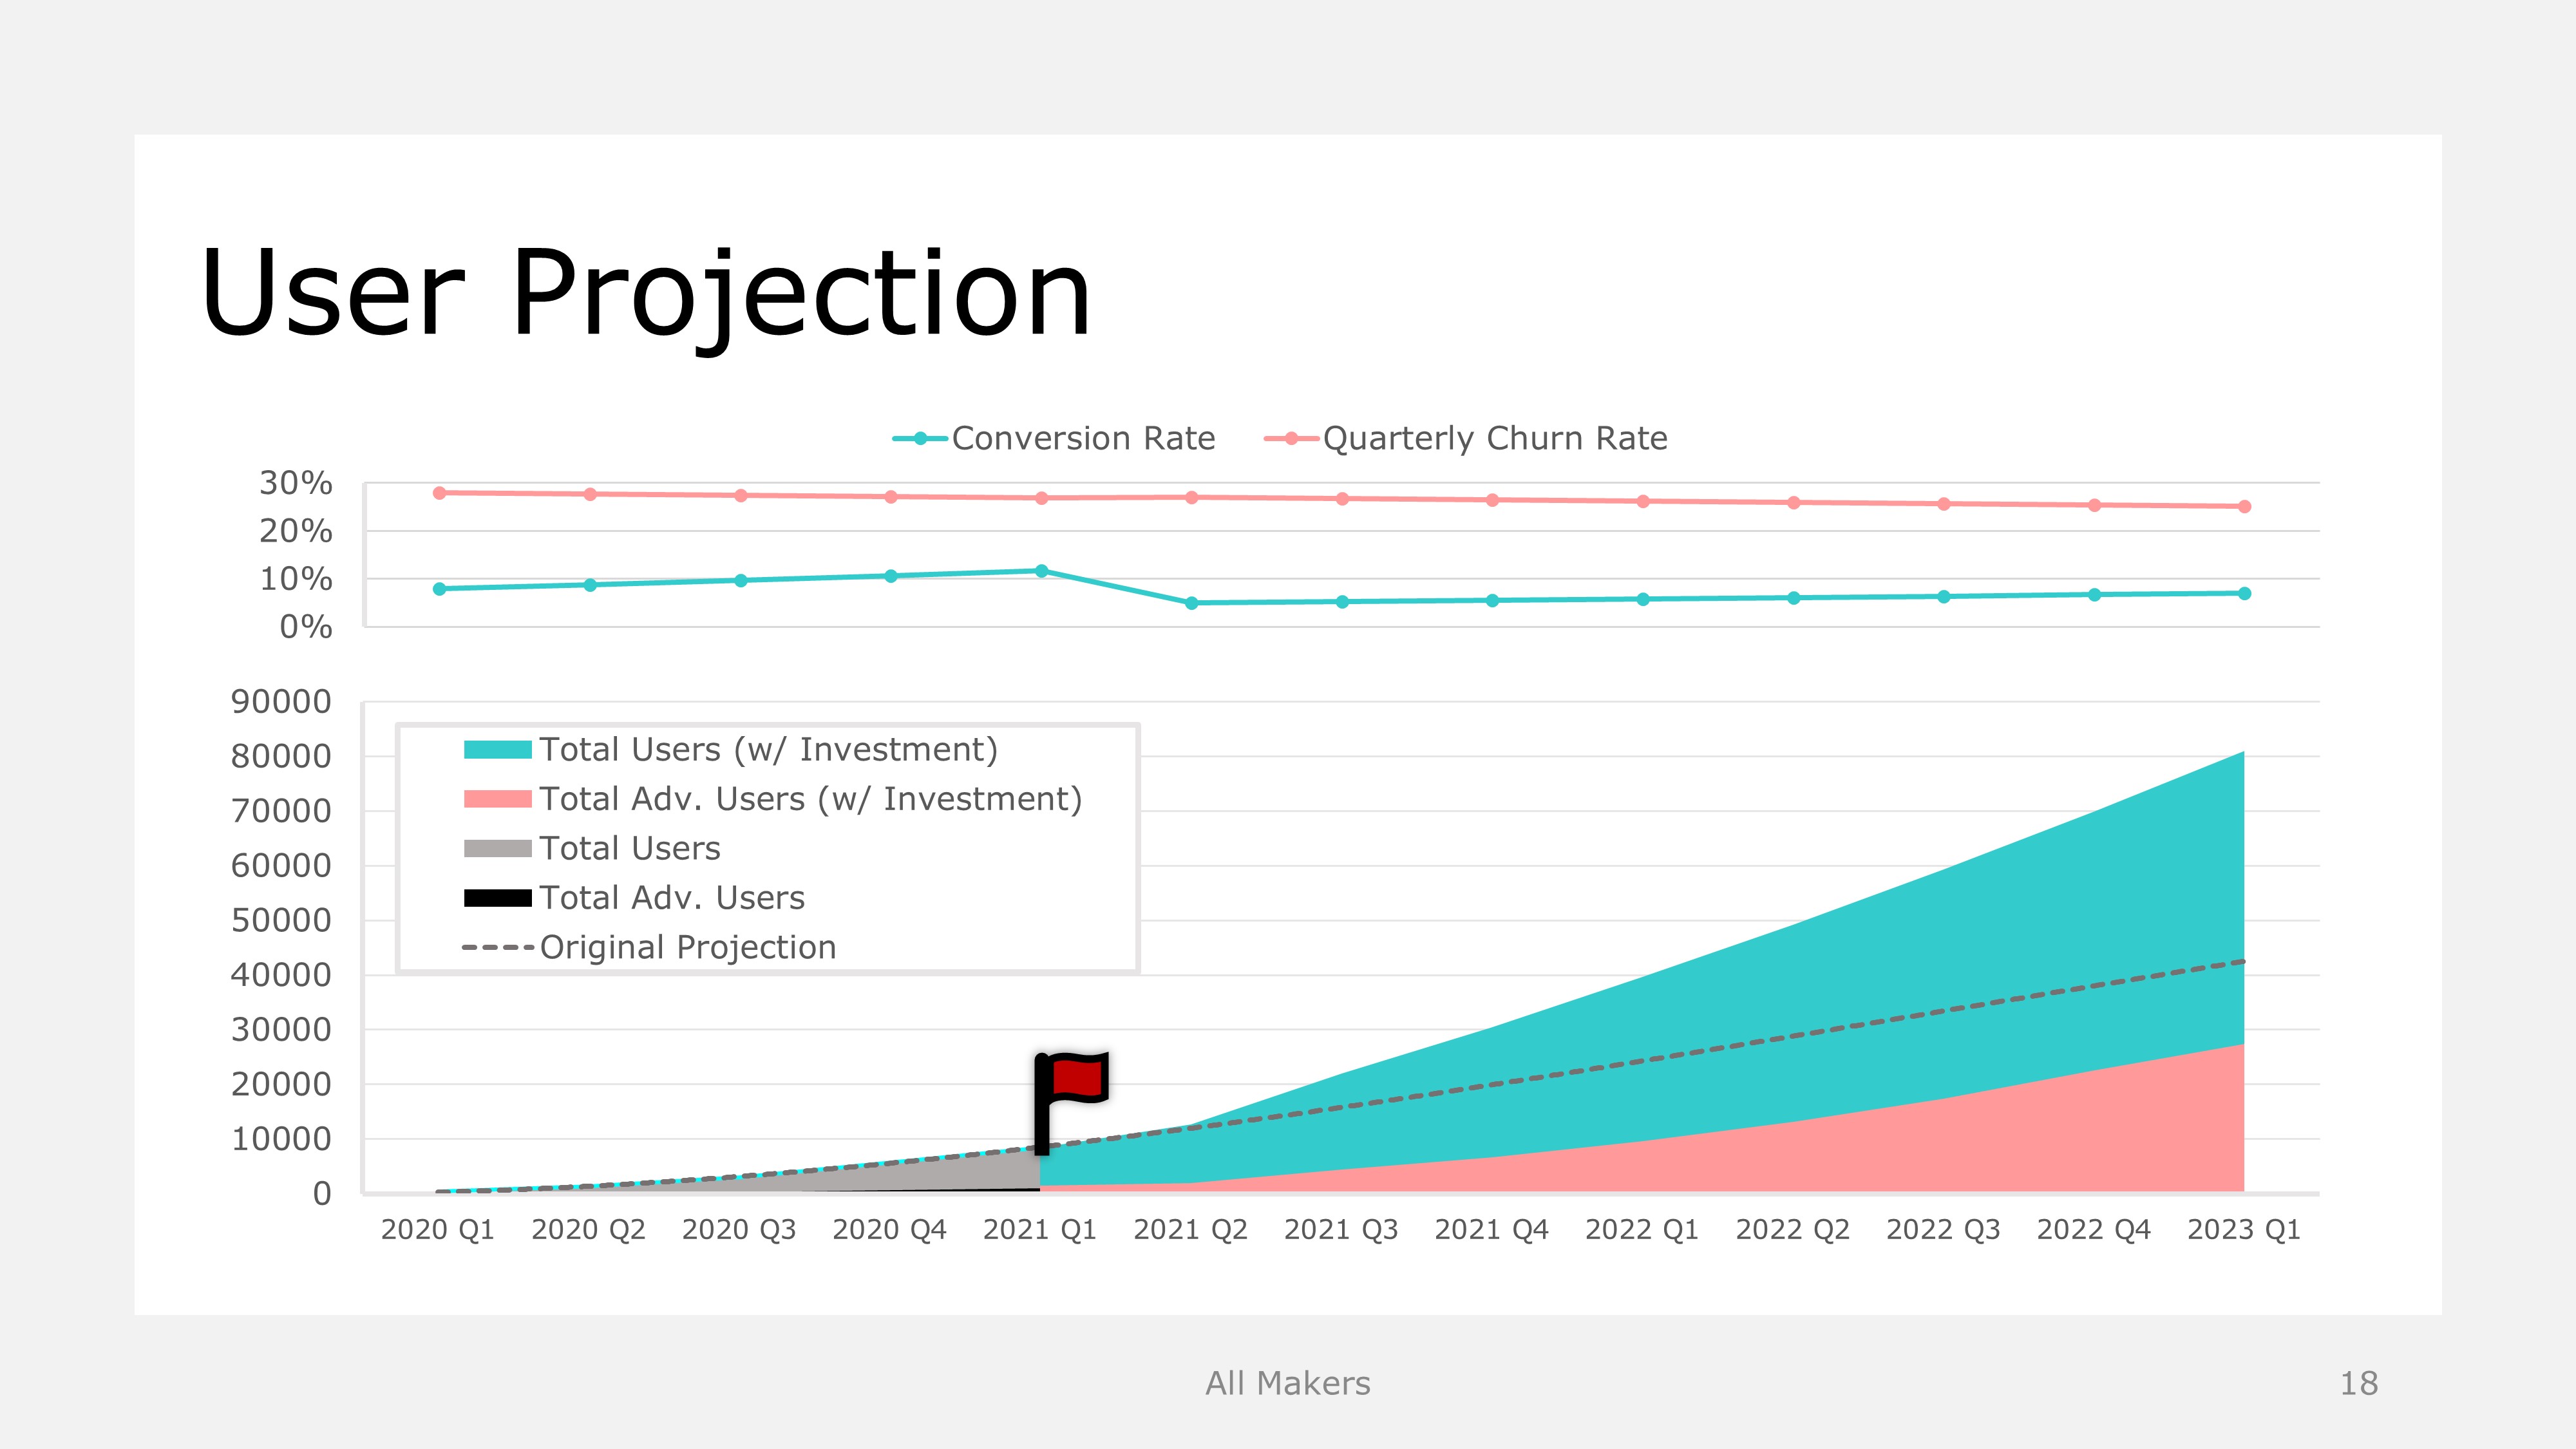 User Projection
Conversion Rate
Quarterly Churn Rate
30%
20%
10%
0%
90000
80000
70000
60000
50000
40000
30000
20000
10000
0
Total Users (w/ Investment)
Total Adv. Users (w/ Investment)
Total Users
Total Adv. Users
Original Projection
2020 Q1 2020 Q2 2020 Q3 2020 Q4 2021 Q1 2021 Q2 2021 Q3 2021 Q4 2022 Q1 2022 Q2 2022 Q3 2022 Q4 2023 Q1
All Makers
18